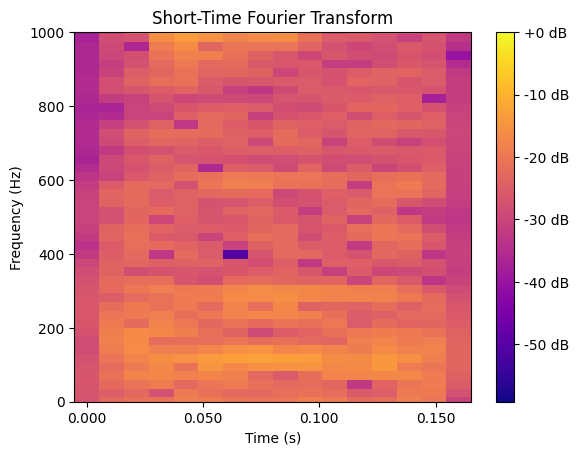 Short-Time Fourier Transform
1000
800
600
400
200
0
Frequency (Hz)
0.000
0.050
0.100
0.150
Time (s)
+0 dB
-10 dB
-20 dB
-30 dB
-40 dB
-50 dB